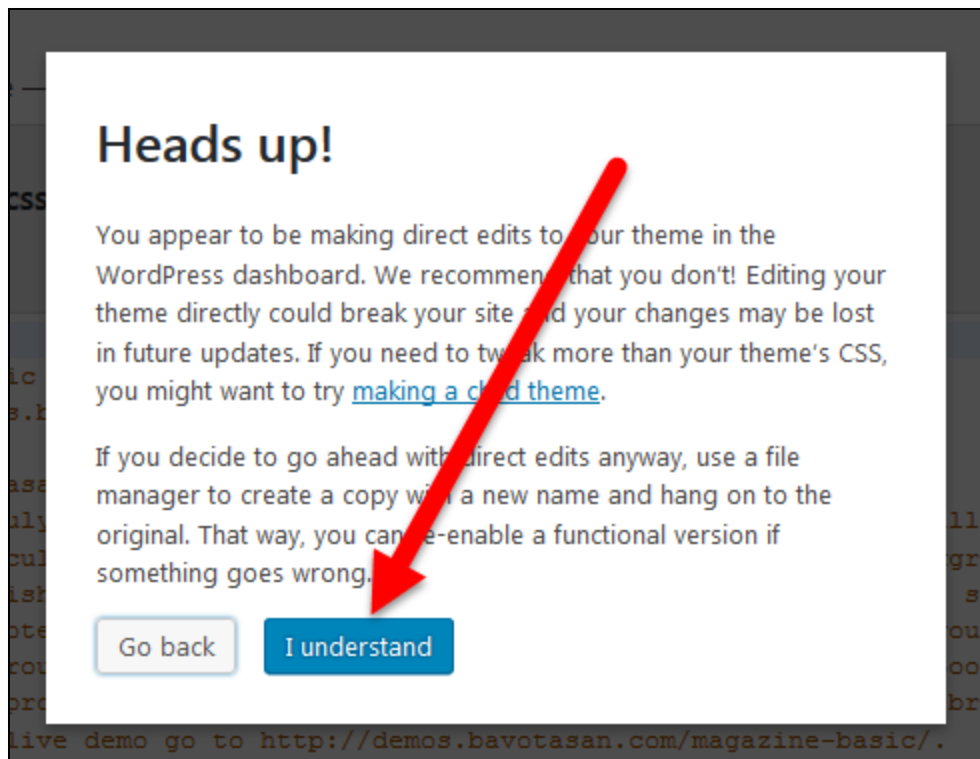 Heads up!
You appear to be making direct edits to your theme in the
WordPress dashboard. We recommend that you don't! Editing your
theme directly could break your site and your changes may be lost
in future updates. If you need to tweak more than your theme's CSS,
you might want to try making a child theme.
If you decide to go ahead with direct edits anyway, use a file
manager to create a copy with a new name and hang on to the
original. That way, you can re-enable a functional version if
something goes wrong.
Go back I understand
live demo go to http://demos.bavotasan.com/magazine-basic/.